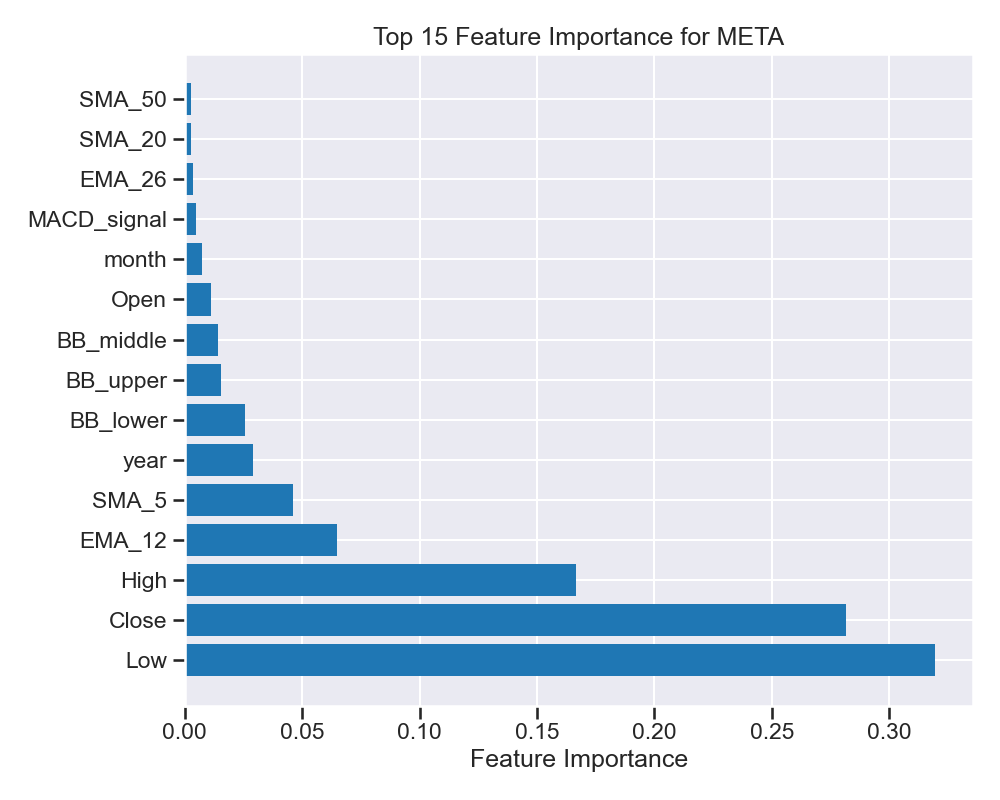 Top 15 Feature Importance for META
SMA_50
SMA_20
EMA_26
MACD_signal
month
Open
BB_middle
BB_upper
BB_lower
year
SMA_5
EMA_12
High
Close
Low
0.00 0.05 0.10 0.15 0.20 0.25 0.30
Feature Importance